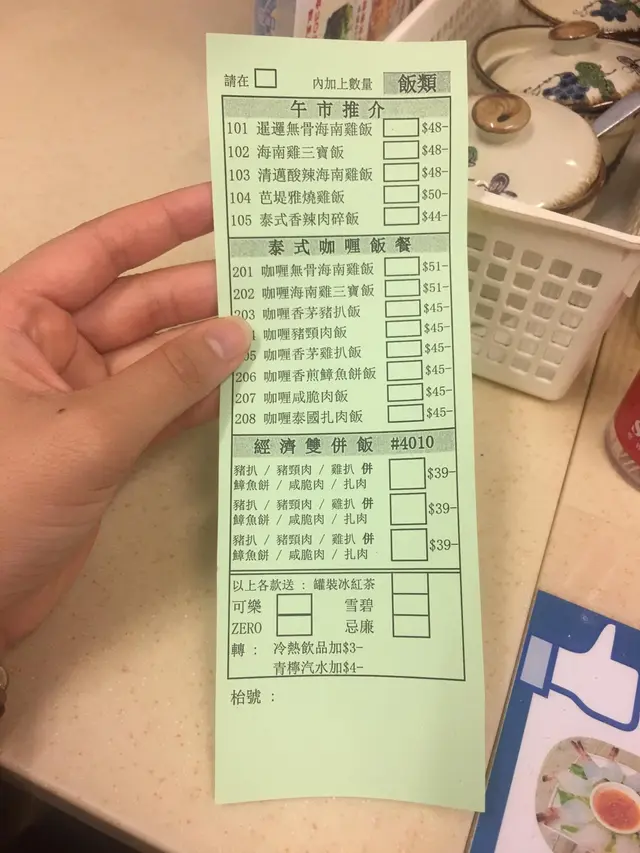 請在 內加上數量 飯類
午市推介
101 暹邏無骨海南雞飯 $48-
102 海南雞三寶飯 $48-
103 清邁酸辣海南雞飯 $48-
104 芭堤雅燒雞飯 $50-
105 泰式香辣肉碎飯 $44-
泰式咖喱飯餐
201 咖喱無骨海南雞飯 $51-
202 咖喱海南雞三寶飯 $51-
203 咖喱香茅豬扒飯 $45-
咖喱豬頸肉飯 $45-
05 咖喱香茅雞扒飯 $45-
206 咖喱香煎鱆魚餅飯 $45-
207 咖喱咸脆肉飯 $45-
208 咖喱泰國扎肉飯 $45-
經濟雙併飯 #4010
豬扒 / 豬頸肉 / 雞扒 併
鱆魚餅 / 咸脆肉 / 扎肉 $39-
豬扒 / 豬頸肉 / 雞扒 併
鱆魚餅 / 咸脆肉 / 扎肉 $39-
豬扒 / 豬頸肉 / 雞扒 併
鱆魚餅 / 咸脆肉 / 扎肉 $39-
以上各款送 : 罐裝冰紅茶
可樂 雪碧
ZERO 忌廉
轉 : 冷熱飲品加$3-
青檸汽水加$4-
枱號 :